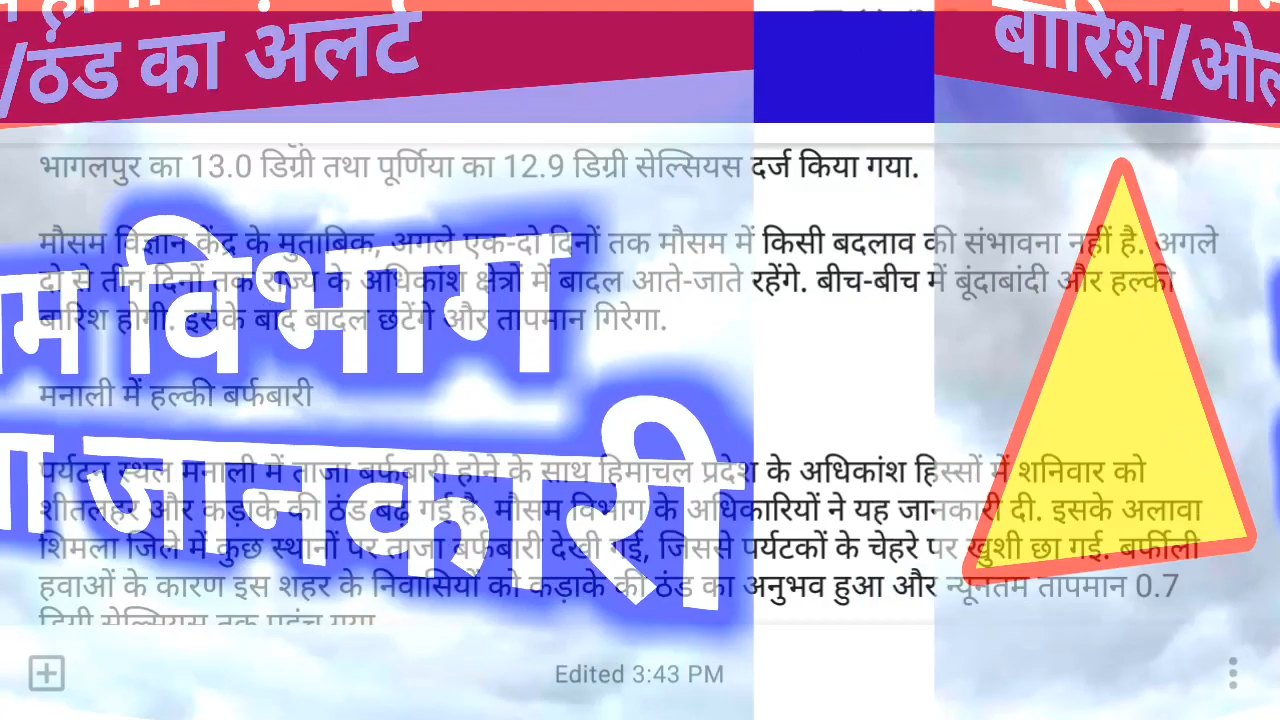 /ठंड का अलर्ट
बारिश/ओल
भागलपुर का 13.0 डिग्री तथा पूर्णिया का 12.9 डिग्री सेल्सियस दर्ज किया गया.
मौसम विज्ञान केंद्र के मुताबिक, अगले एक-दो दिनों तक मौसम में किसी बदलाव की संभावना नहीं है. अगले
दो से तीन दिनों तक राज्य के अधिकांश क्षेत्रों में बादल आते-जाते रहेंगे. बीच-बीच में बूंदाबांदी और हल्की
बारिश होगी. इसके बाद बादल छटेंगे और तापमान गिरेगा.
विभाग
मनाली में हल्की बर्फबारी
जानकारी
पर्यटन स्थल मनाली में ताजा बर्फबारी होने के साथ हिमाचल प्रदेश के अधिकांश हिस्सों में शनिवार को
शीतलहर और कड़ाके की ठंड बढ़ गई है. मौसम विभाग के अधिकारियों ने यह जानकारी दी. इसके अलावा
शिमला जिले में कुछ स्थानों पर ताजा बर्फबारी देखी गई, जिससे पर्यटकों के चेहरे पर खुशी छा गई. बर्फीली
हवाओं के कारण इस शहर के निवासियों को कड़ाके की ठंड का अनुभव हुआ और न्यूनतम तापमान 0.7
डिग्री सेल्सियस तक पहुंच गया
Edited 3:43 PM